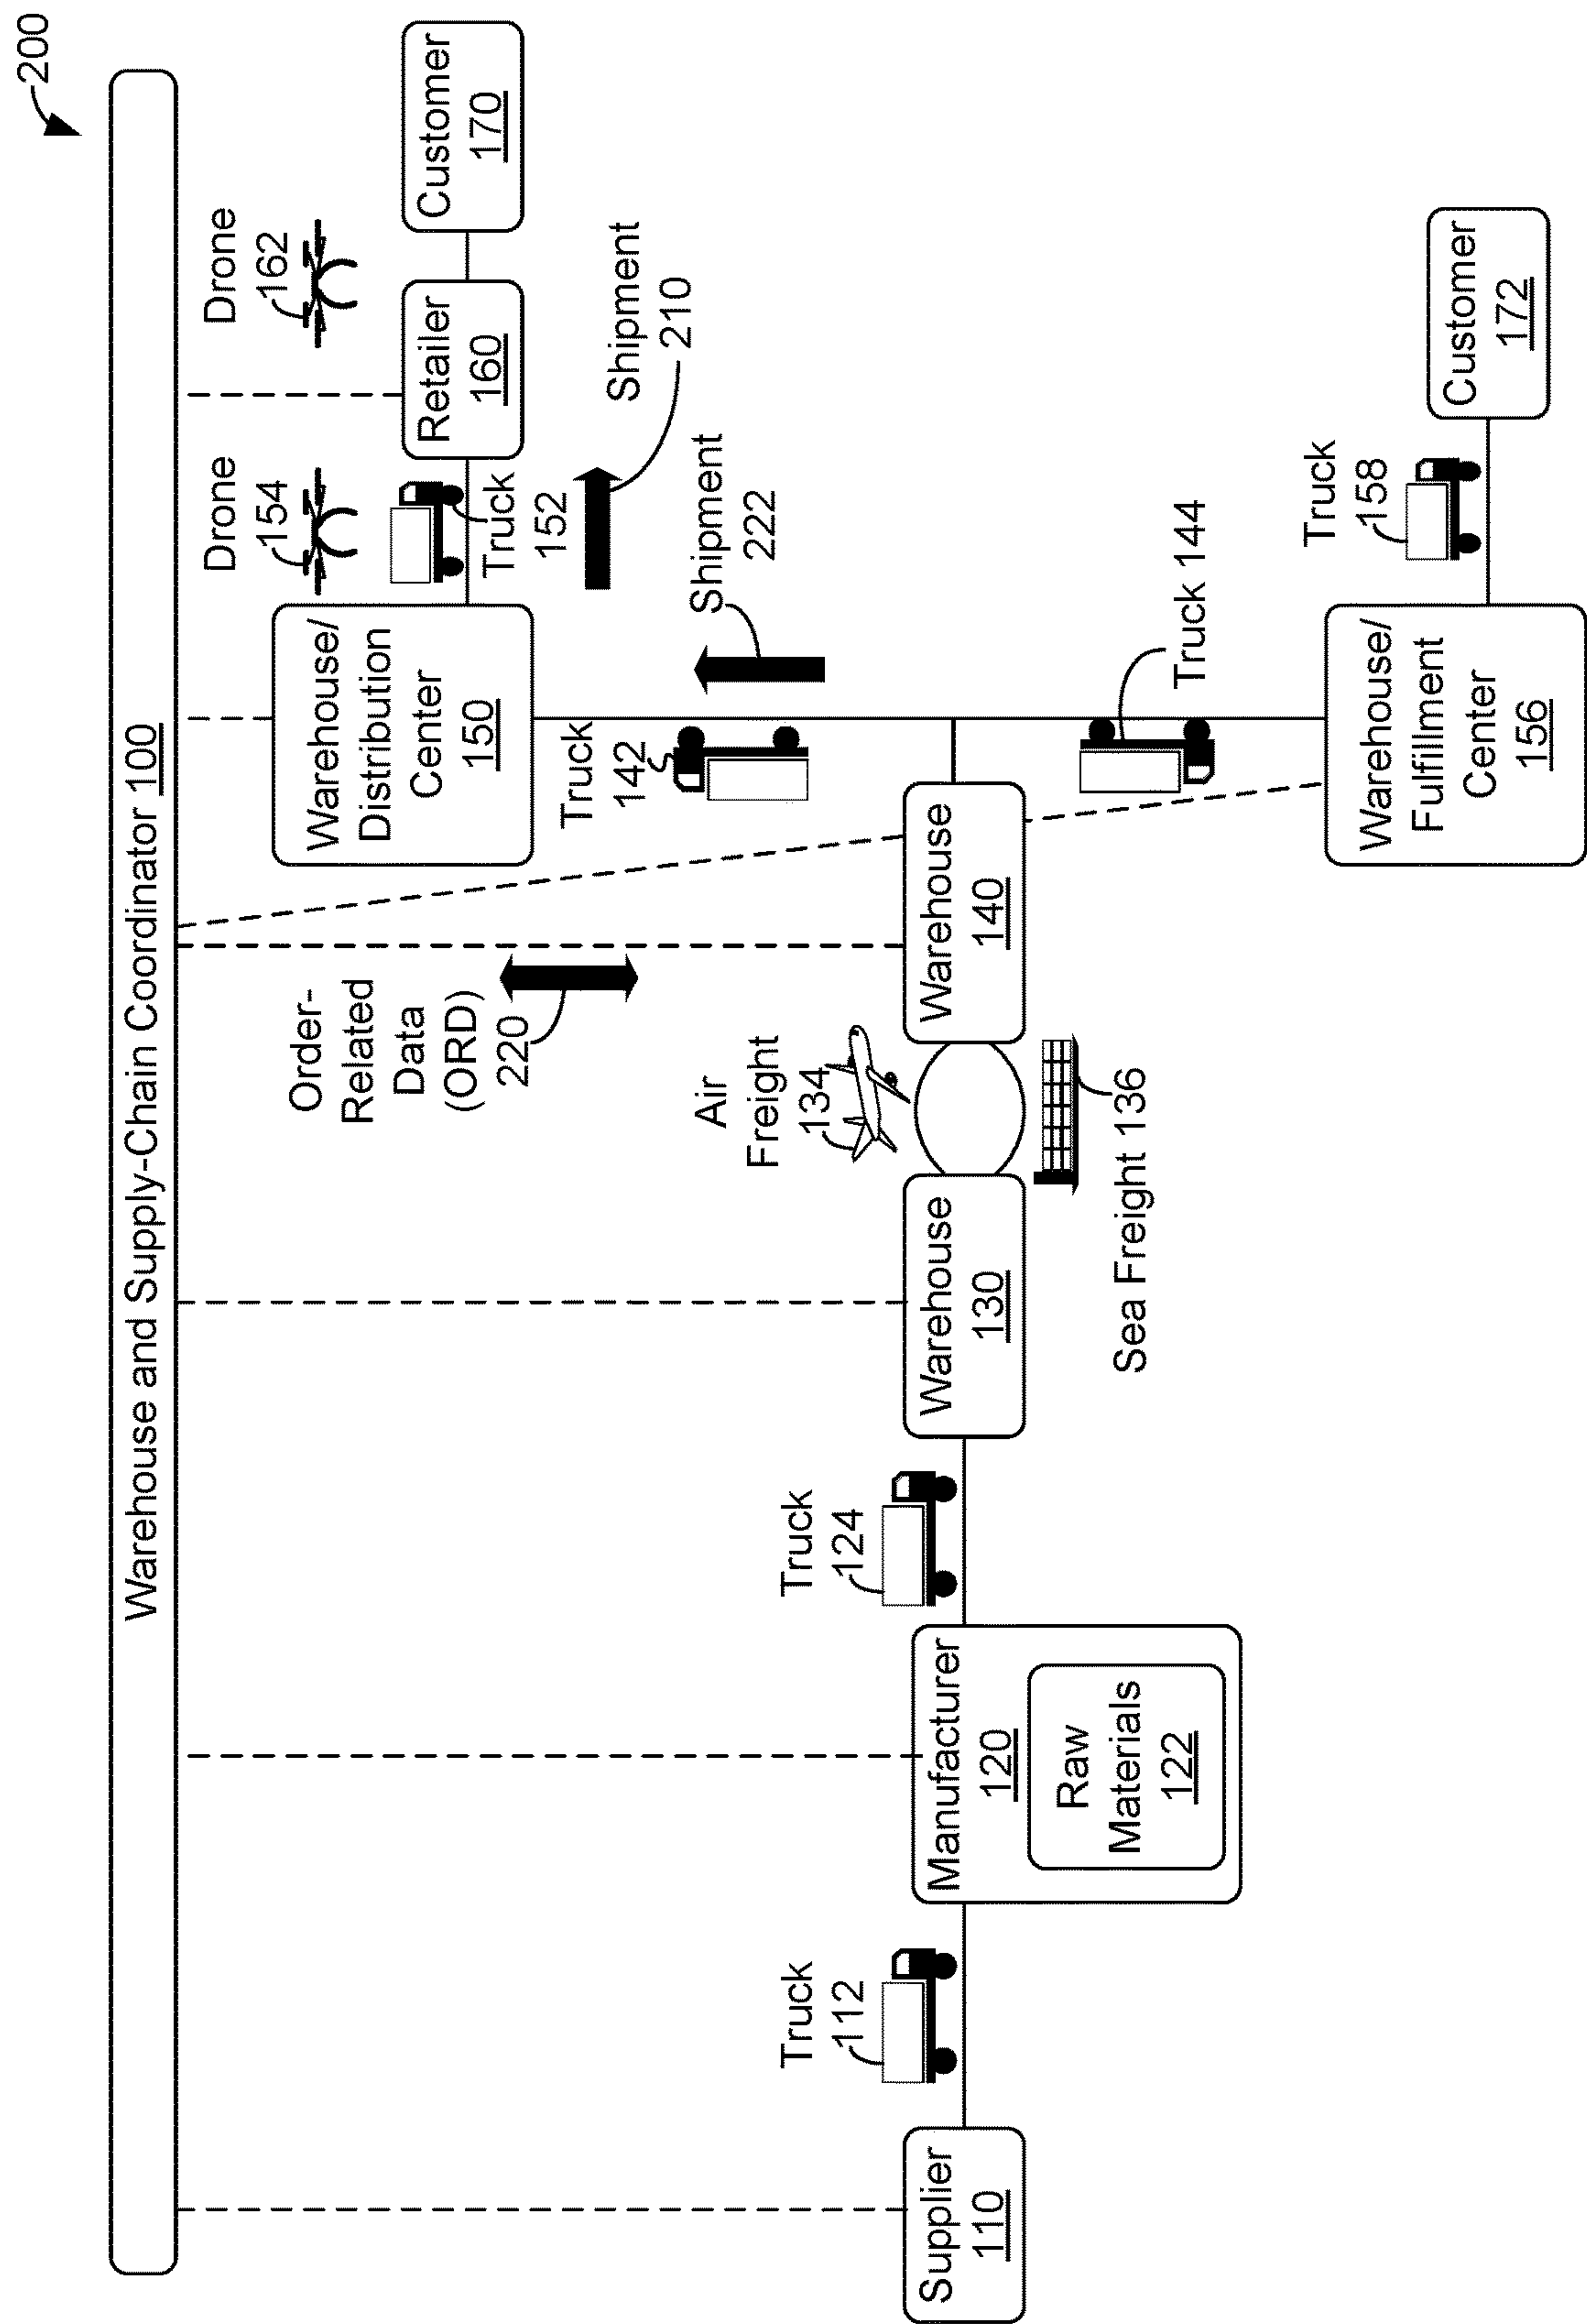 200
Warehouse and Supply-Chain Coordinator 100
Order-
Related
Data
(ORD)
220
Warehouse/
Distribution
Center
150
Drone
154
Drone
162
Truck
152
Retailer
160
Customer
170
Shipment
210
Shipment
222
Truck
142
Supplier
110
Truck
112
Manufacturer
120
Raw
Materials
122
Truck
124
Warehouse
130
Air
Freight
134
Sea Freight 136
Warehouse
140
Truck 144
Warehouse/
Fulfillment
Center
156
Truck
158
Customer
172